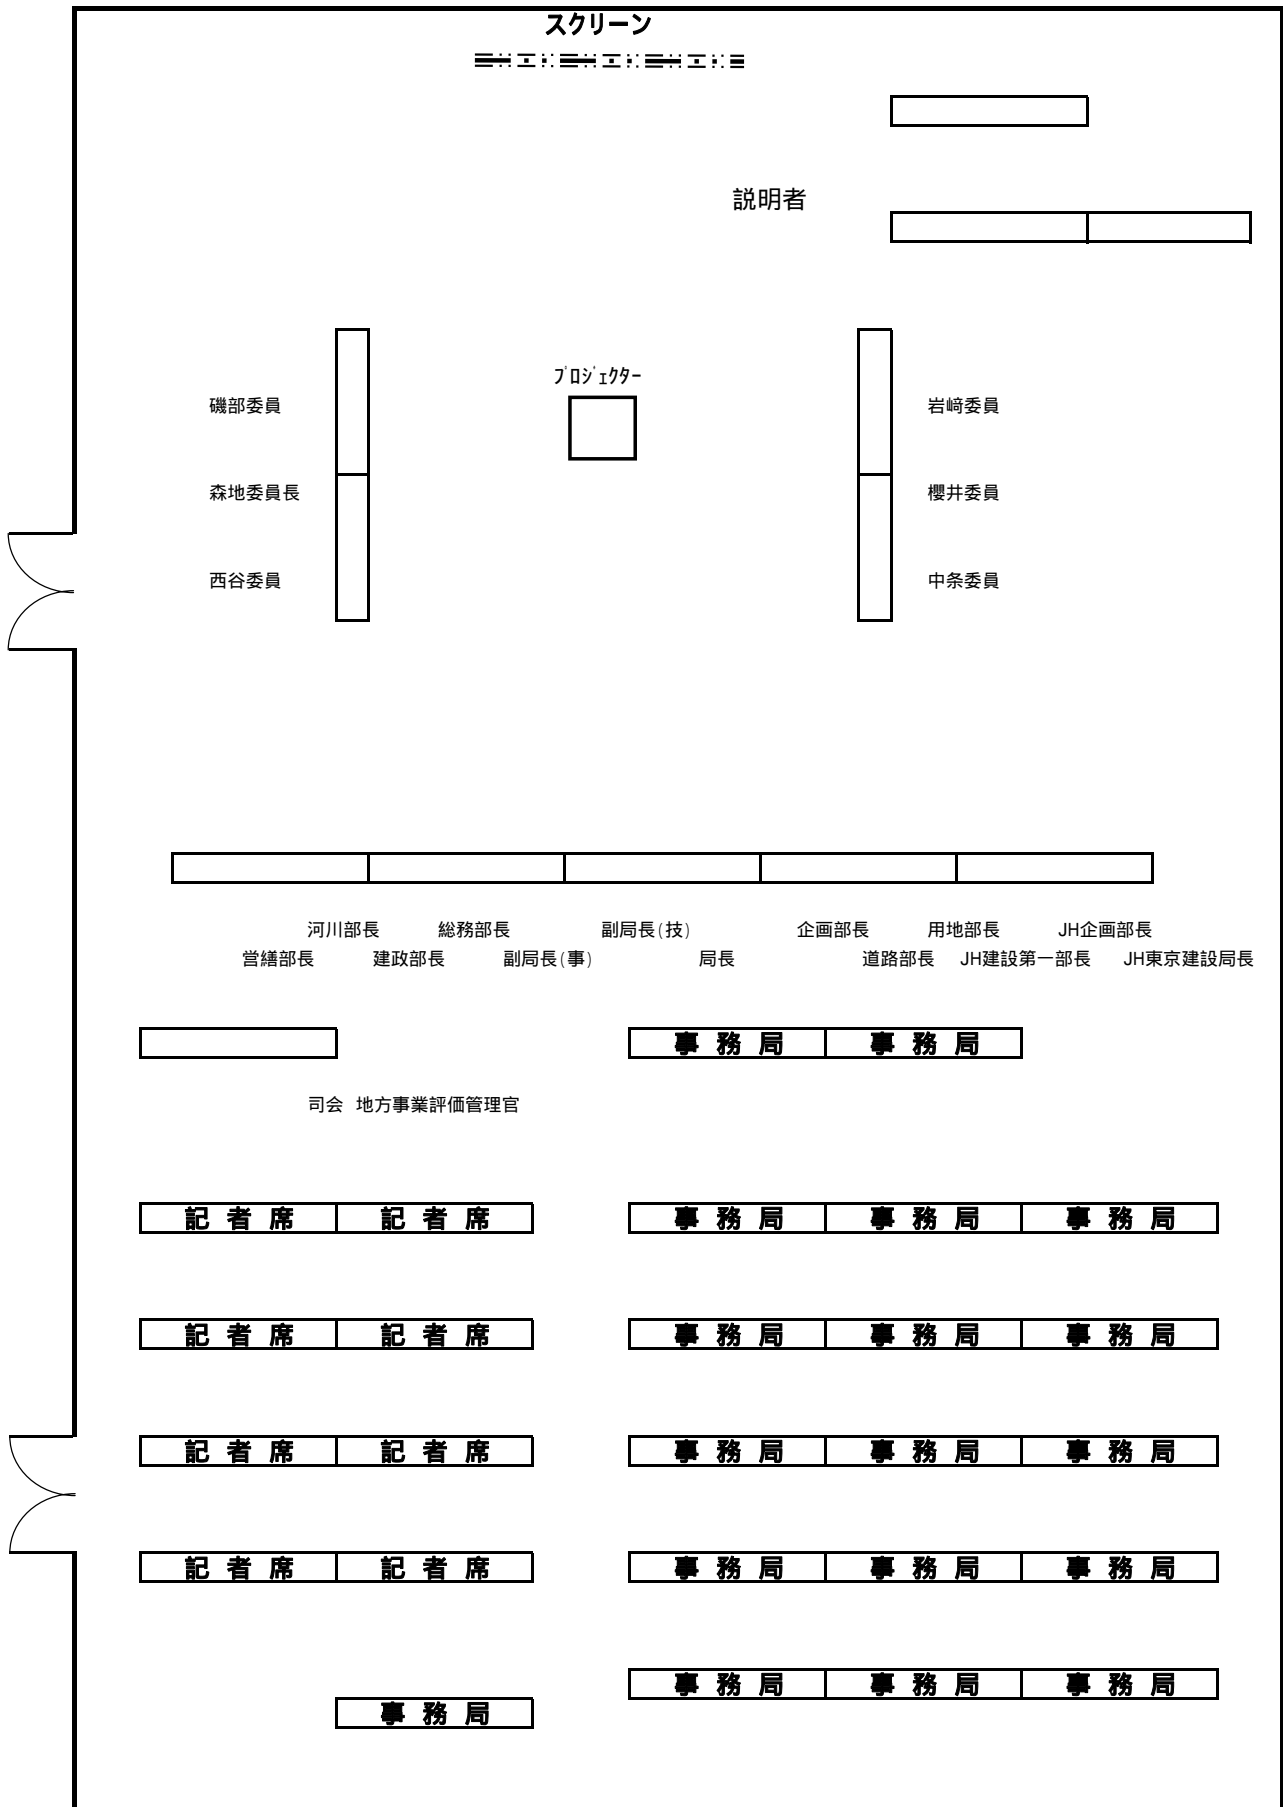 スクリーン
説明者
ﾌﾟﾛｼﾞｪｸﾀｰ
磯部委員 岩﨑委員
森地委員長 櫻井委員
西谷委員 中条委員
河川部長 総務部長 副局長(技) 企画部長 用地部長 JH企画部長
営繕部長 建政部長 副局長(事) 局長 道路部長 JH建設第一部長 JH東京建設局長
事務局 事務局
司会 地方事業評価管理官
記者席 記者席 事務局 事務局 事務局
記者席 記者席 事務局 事務局 事務局
記者席 記者席 事務局 事務局 事務局
記者席 記者席 事務局 事務局 事務局
事務局 事務局 事務局
事務局